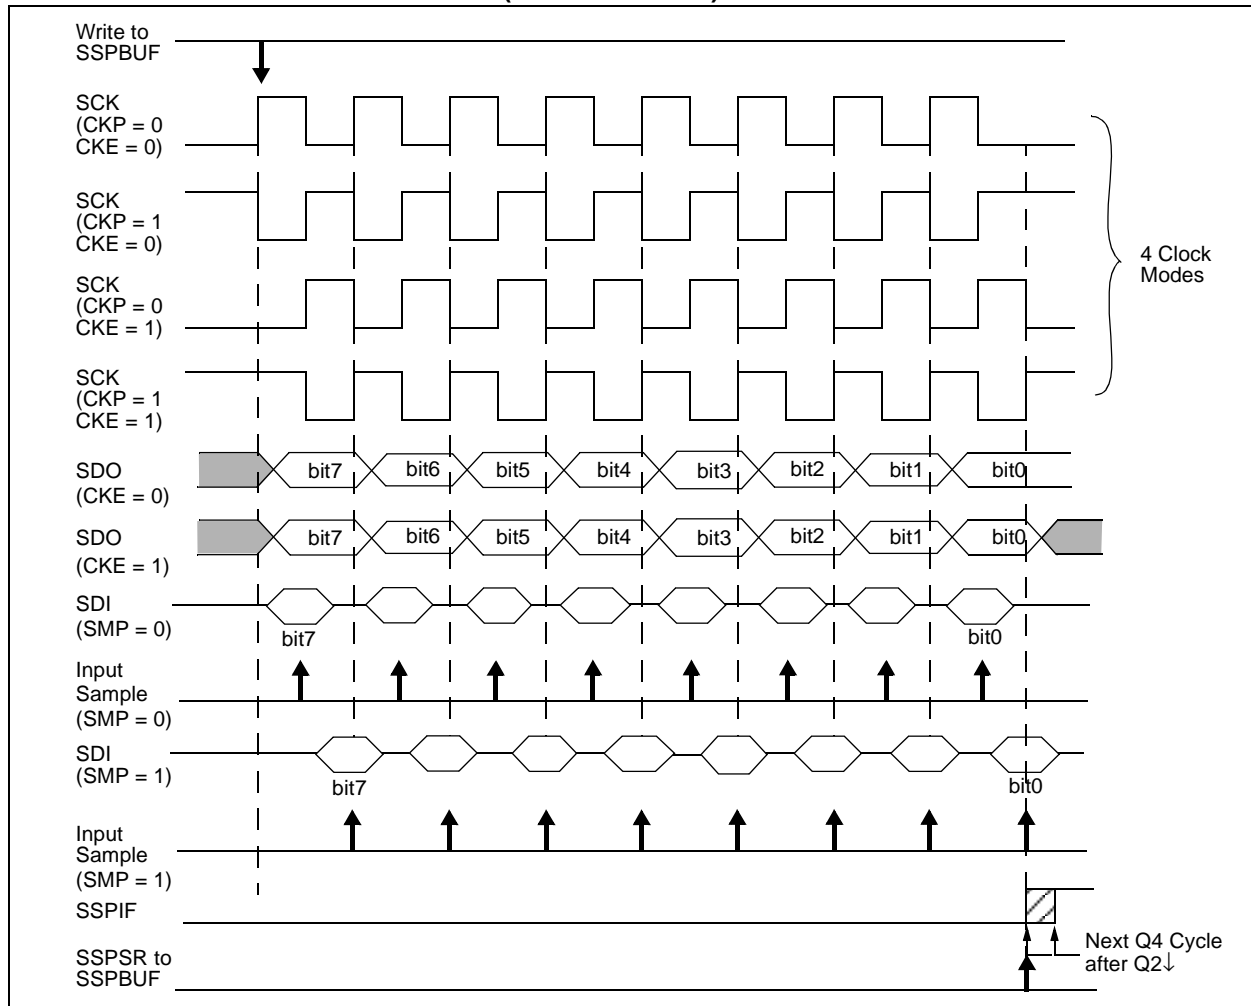 Write to
SSPBUF
SCK
(CKP = 0
CKE = 0)
SCK
(CKP = 1
CKE = 0)
SCK
(CKP = 0
CKE = 1)
SCK
(CKP = 1
CKE = 1)
4 Clock
Modes
SDO
(CKE = 0)
bit7 bit6 bit5 bit4 bit3 bit2 bit1 bit0
SDO
(CKE = 1)
bit7 bit6 bit5 bit4 bit3 bit2 bit1 bit0
SDI
(SMP = 0)
bit7 bit0
Input
Sample
(SMP = 0)
SDI
(SMP = 1)
bit7 bit0
Input
Sample
(SMP = 1)
SSPIF
SSPSR to
SSPBUF
Next Q4 Cycle
after Q2↓